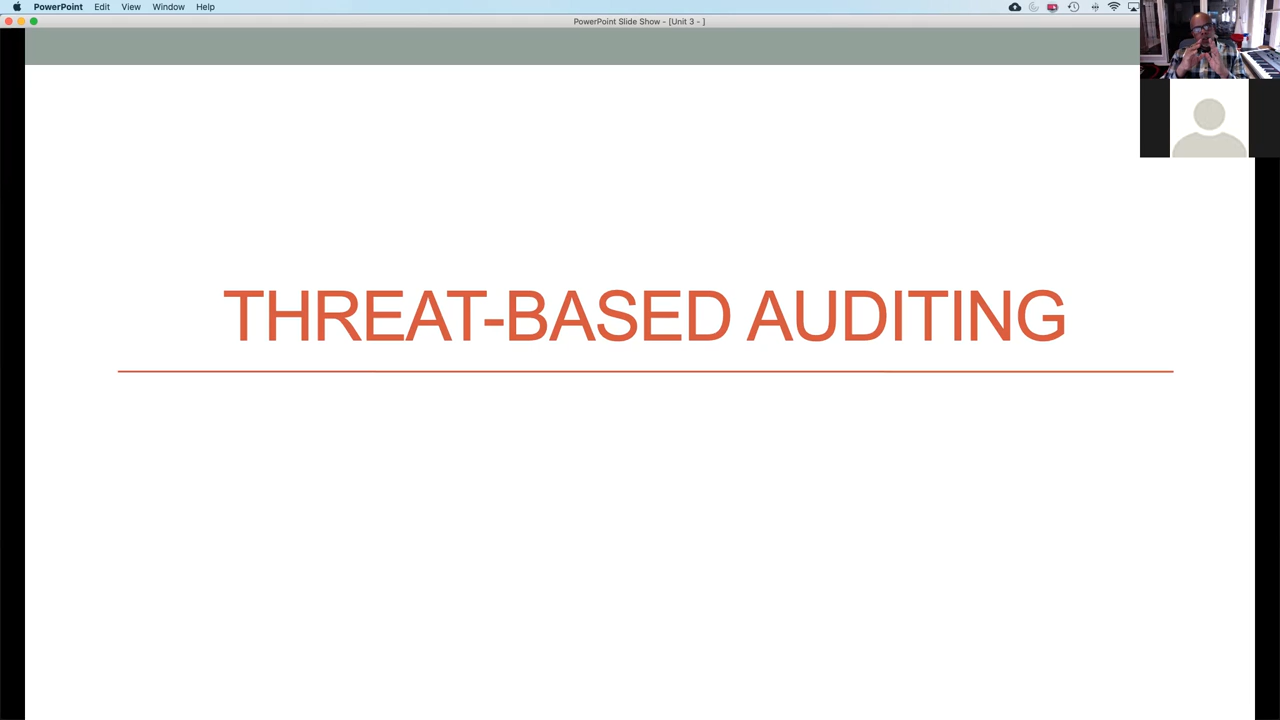 PowerPoint Edit View Window Help
PowerPoint Slide Show - [Unit 3 - ]
THREAT-BASED AUDITING